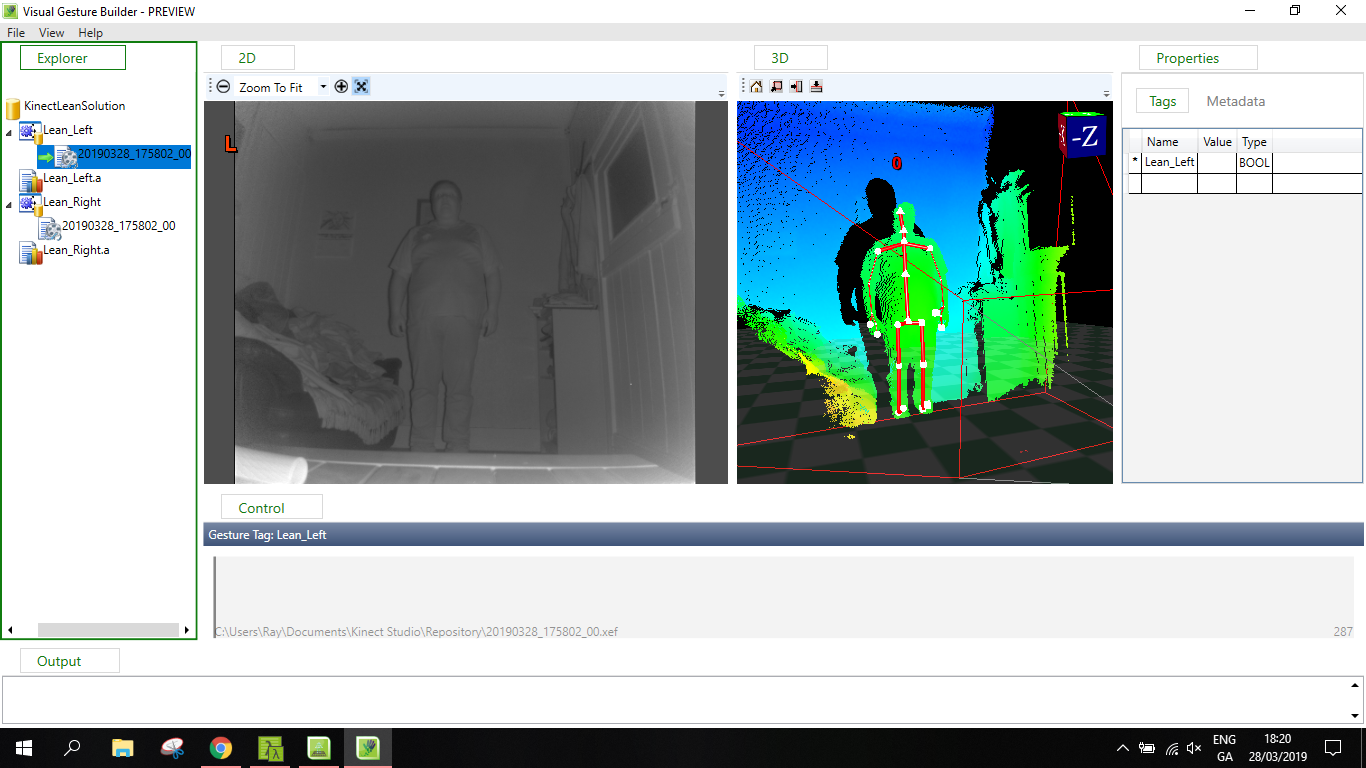 Visual Gesture Builder - PREVIEW
File View Help
Explorer
2D
3D
Properties
Zoom To Fit
KinectLeanSolution
Lean_Left
20190328_175802_00
Lean_Left.a
Lean_Right
20190328_175802_00
Lean_Right.a
L
0
-Z
Tags Metadata
Name Value Type
* Lean_Left BOOL
Control
Gesture Tag: Lean_Left
C:\Users\Ray\Documents\Kinect Studio\Repository\20190328_175802_00.xef 287
Output
ENG 18:20
GA 28/03/2019